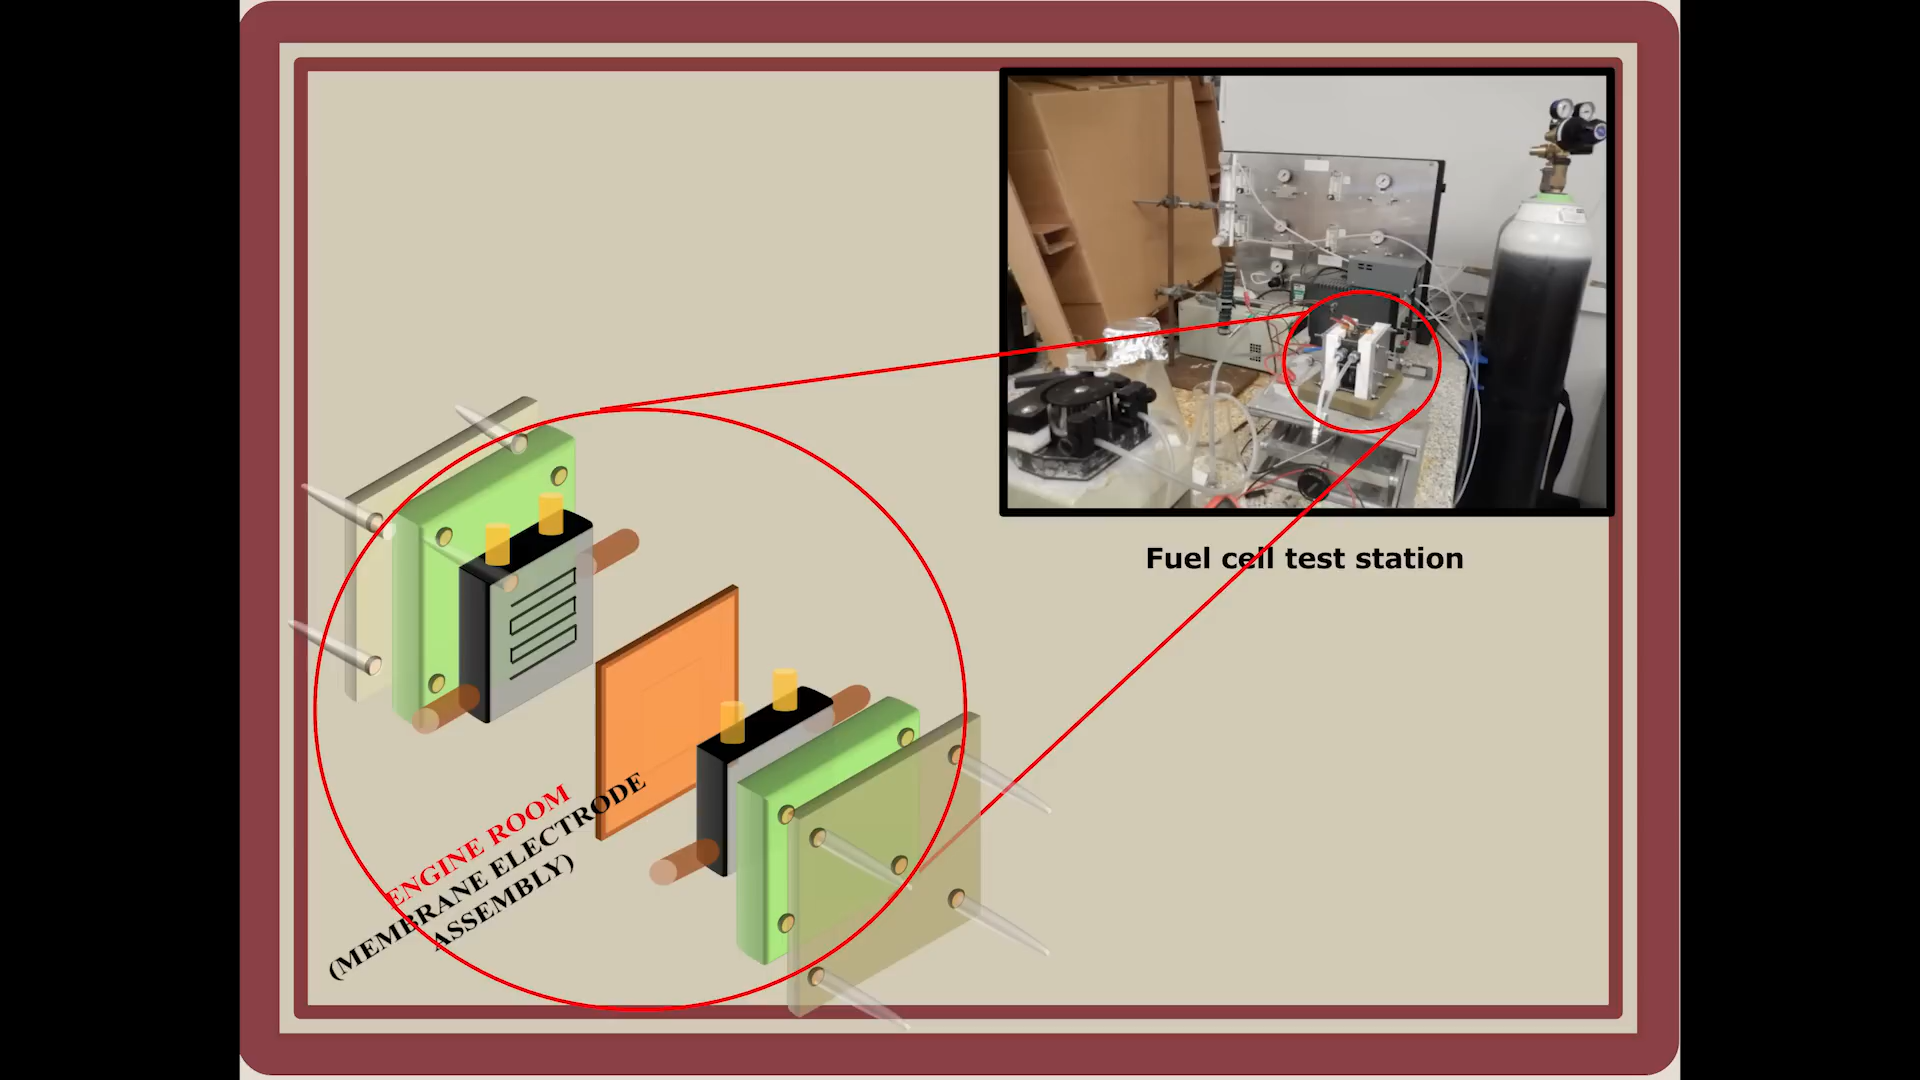 Fuel cell test station
ENGINE ROOM
(MEMBRANE ELECTRODE
ASSEMBLY)